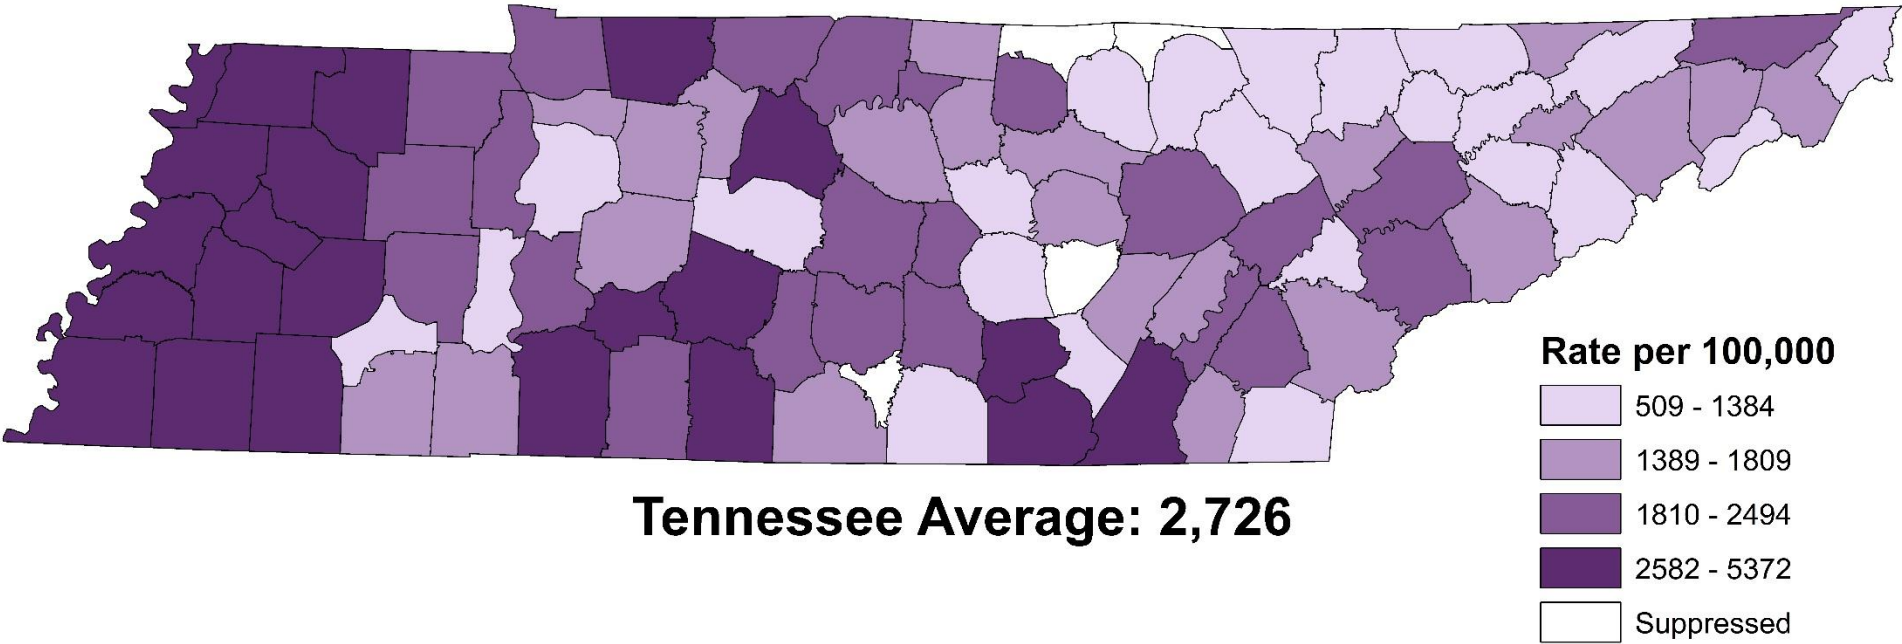 Rate per 100,000
509 - 1384
1389 - 1809
Tennessee Average: 2,726
1810 - 2494
2582 - 5372
Suppressed